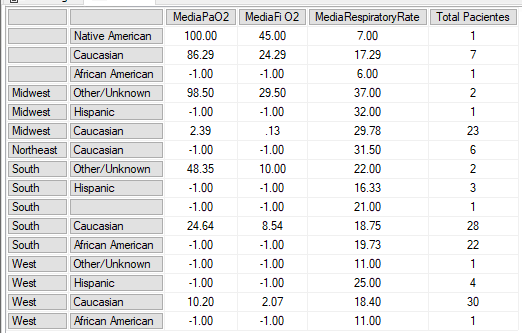 MediaPaO2 MediaFi O2 MediaRespiratoryRate Total Pacientes
Native American 100.00 45.00 7.00 1
Caucasian 86.29 24.29 17.29 7
African American -1.00 -1.00 6.00 1
Midwest Other/Unknown 98.50 29.50 37.00 2
Midwest Hispanic -1.00 -1.00 32.00 1
Midwest Caucasian 2.39 .13 29.78 23
Northeast Caucasian -1.00 -1.00 31.50 6
South Other/Unknown 48.35 10.00 22.00 2
South Hispanic -1.00 -1.00 16.33 3
South -1.00 -1.00 21.00 1
South Caucasian 24.64 8.54 18.75 28
South African American -1.00 -1.00 19.73 22
West Other/Unknown -1.00 -1.00 11.00 1
West Hispanic -1.00 -1.00 25.00 4
West Caucasian 10.20 2.07 18.40 30
West African American -1.00 -1.00 11.00 1